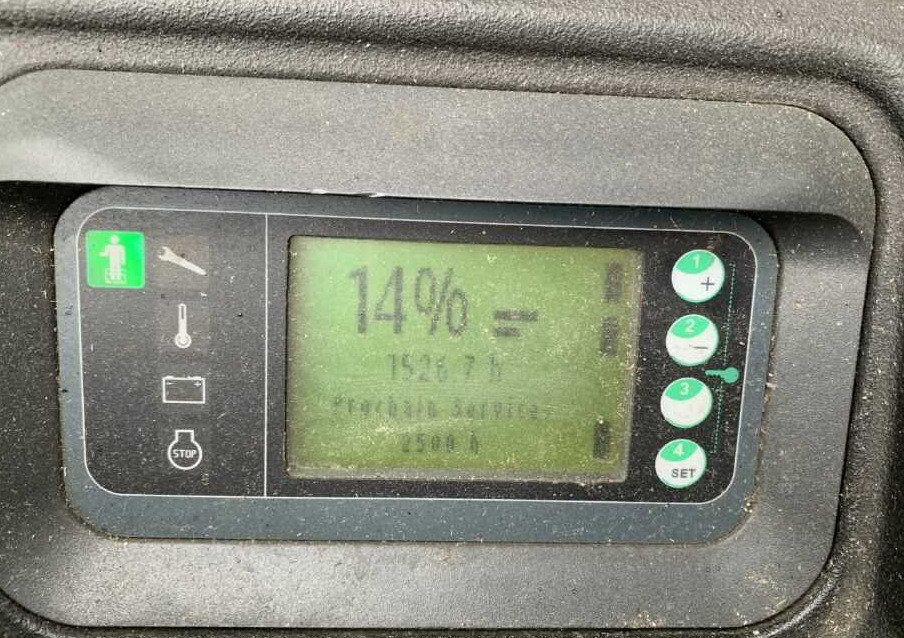 14%
1526.7 h
Prochain Service:
2500 h
STOP
1
+
2
-
3
4
SET